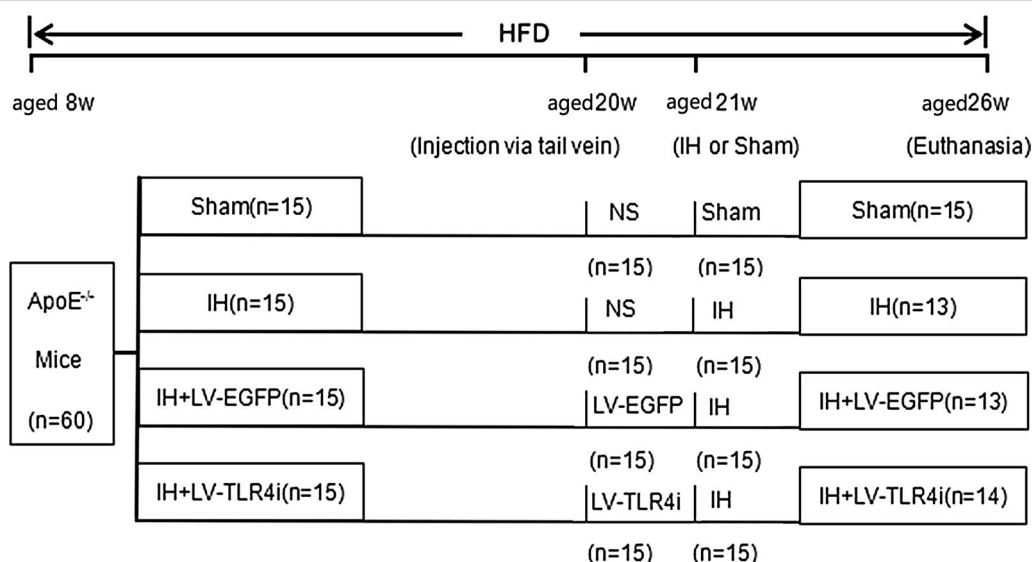 HFD
aged 8w
aged20w
aged 21w
aged26w
(Injection via tail vein)
(IH or Sham)
(Euthanasia)
ApoE-/-
Mice
(n=60)
Sham(n=15)
NS
Sham
Sham(n=15)
(n=15)
(n=15)
IH(n=15)
NS
IH
IH(n=13)
(n=15)
(n=15)
IH+LV-EGFP(n=15)
LV-EGFP
IH
IH+LV-EGFP(n=13)
(n=15)
(n=15)
IH+LV-TLR4i(n=15)
LV-TLR4i
IH
IH+LV-TLR4i(n=14)
(n=15)
(n=15)